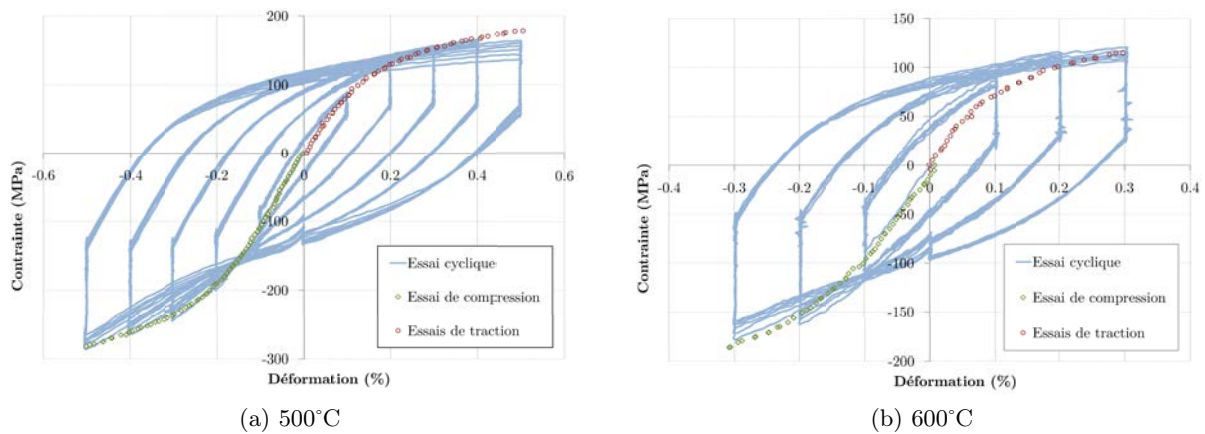 Contrainte (MPa)
200
100
0
-100
-200
-300
-0.6
-0.4
-0.2
0
0.2
0.4
0.6
Essai cyclique
Essai de compression
Essais de traction
Déformation (%)
(a) 500°C
Contrainte (MPa)
150
100
50
0
-50
-100
-150
-200
-0.4
-0.3
-0.2
-0.1
0
0.1
0.2
0.3
0.4
Essai cyclique
Essai de compression
Essais de traction
Déformation (%)
(b) 600°C